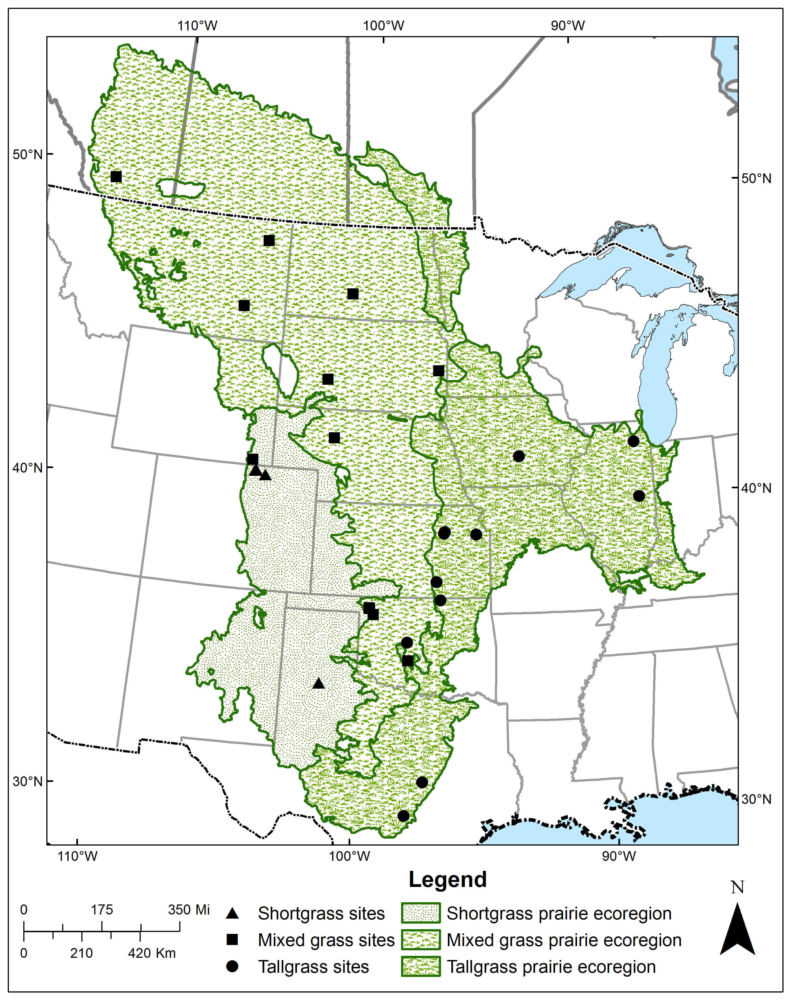 110°W 100°W 90°W
50°N
50°N
40°N
40°N
30°N
30°N
110°W 100°W 90°W
Legend
N
0 175 350 Mi
0 210 420 Km
Shortgrass sites
Mixed grass sites
Tallgrass sites
Shortgrass prairie ecoregion
Mixed grass prairie ecoregion
Tallgrass prairie ecoregion